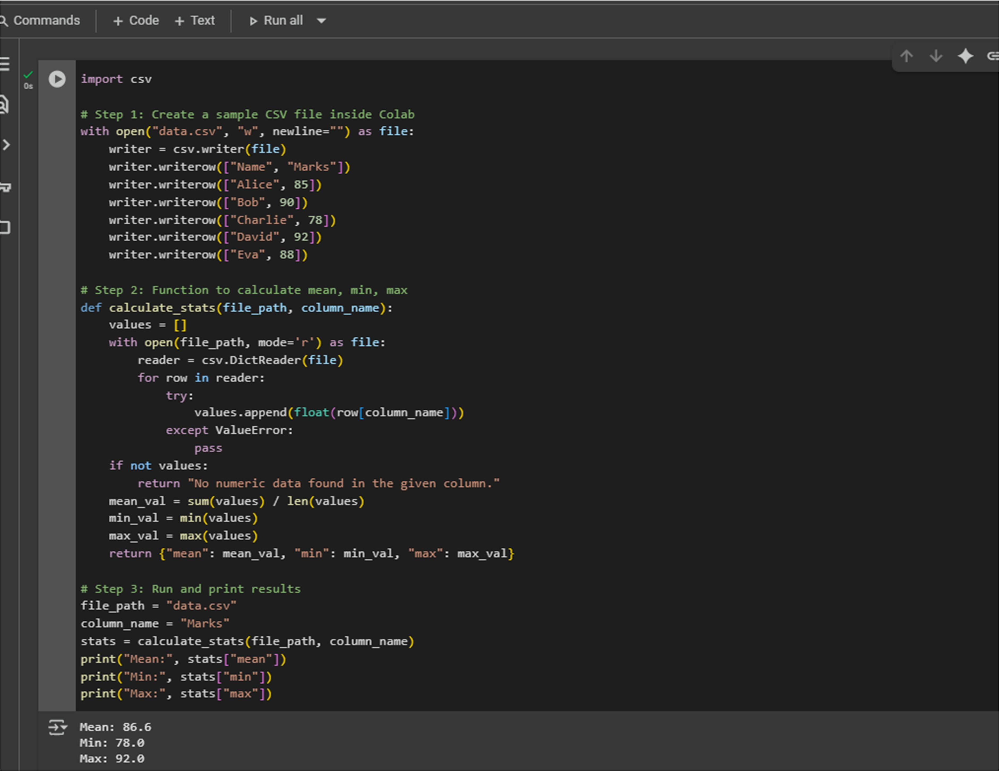 Commands + Code + Text Run all
0s
import csv
# Step 1: Create a sample CSV file inside Colab
with open("data.csv", "w", newline="") as file:
    writer = csv.writer(file)
    writer.writerow(["Name", "Marks"])
    writer.writerow(["Alice", 85])
    writer.writerow(["Bob", 90])
    writer.writerow(["Charlie", 78])
    writer.writerow(["David", 92])
    writer.writerow(["Eva", 88])
# Step 2: Function to calculate mean, min, max
def calculate_stats(file_path, column_name):
    values = []
    with open(file_path, mode='r') as file:
        reader = csv.DictReader(file)
        for row in reader:
            try:
                values.append(float(row[column_name]))
            except ValueError:
                pass
    if not values:
        return "No numeric data found in the given column."
    mean_val = sum(values) / len(values)
    min_val = min(values)
    max_val = max(values)
    return {"mean": mean_val, "min": min_val, "max": max_val}
# Step 3: Run and print results
file_path = "data.csv"
column_name = "Marks"
stats = calculate_stats(file_path, column_name)
print("Mean:", stats["mean"])
print("Min:", stats["min"])
print("Max:", stats["max"])
Mean: 86.6
Min: 78.0
Max: 92.0